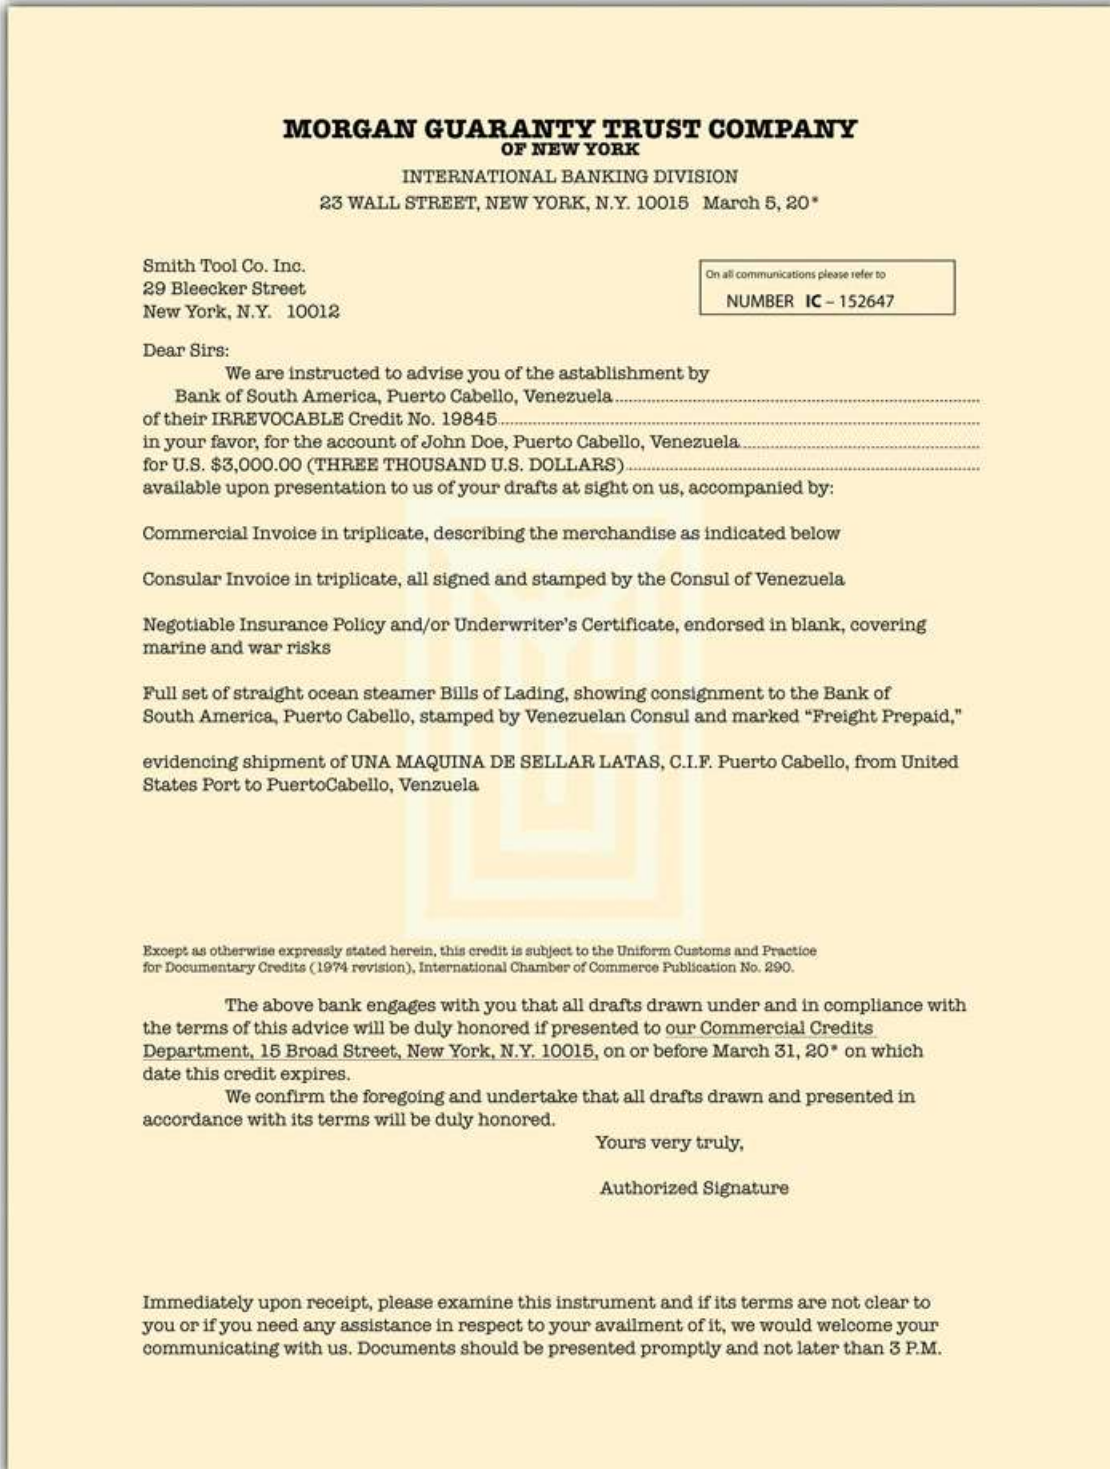 MORGAN GUARANTY TRUST COMPANY
OF NEW YORK
INTERNATIONAL BANKING DIVISION
23 WALL STREET, NEW YORK, N.Y. 10015 March 5, 20*
Smith Tool Co. Inc.
29 Bleecker Street
New York, N.Y. 10012
On all communications please refer to
NUMBER IC – 152647
Dear Sirs:
We are instructed to advise you of the astablishment by
Bank of South America, Puerto Cabello, Venezuela
of their IRREVOCABLE Credit No. 19845
in your favor, for the account of John Doe, Puerto Cabello, Venezuela
for U.S. $3,000.00 (THREE THOUSAND U.S. DOLLARS)
available upon presentation to us of your drafts at sight on us, accompanied by:
Commercial Invoice in triplicate, describing the merchandise as indicated below
Consular Invoice in triplicate, all signed and stamped by the Consul of Venezuela
Negotiable Insurance Policy and/or Underwriter's Certificate, endorsed in blank, covering
marine and war risks
Full set of straight ocean steamer Bills of Lading, showing consignment to the Bank of
South America, Puerto Cabello, stamped by Venezuelan Consul and marked “Freight Prepaid,”
evidencing shipment of UNA MAQUINA DE SELLAR LATAS, C.I.F. Puerto Cabello, from United
States Port to PuertoCabello, Venzuela
Except as otherwise expressly stated herein, this credit is subject to the Uniform Customs and Practice
for Documentary Credits (1974 revision), International Chamber of Commerce Publication No. 290.
The above bank engages with you that all drafts drawn under and in compliance with
the terms of this advice will be duly honored if presented to our Commercial Credits
Department, 15 Broad Street, New York, N.Y. 10015, on or before March 31, 20* on which
date this credit expires.
We confirm the foregoing and undertake that all drafts drawn and presented in
accordance with its terms will be duly honored.
Yours very truly,
Authorized Signature
Immediately upon receipt, please examine this instrument and if its terms are not clear to
you or if you need any assistance in respect to your availment of it, we would welcome your
communicating with us. Documents should be presented promptly and not later than 3 P.M.